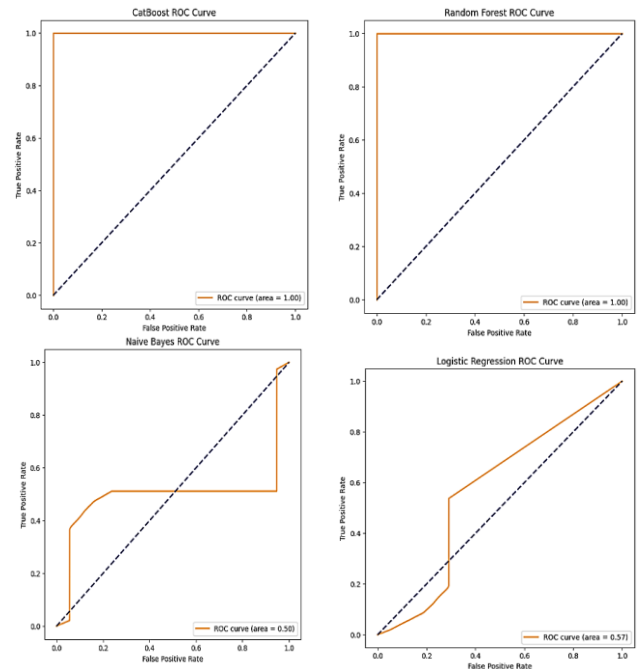 CatBoost ROC Curve
1.0
0.8
0.6
0.4
0.2
0.0
True Positive Rate
0.0 0.2 0.4 0.6 0.8 1.0
False Positive Rate
ROC curve (area = 1.00)
Random Forest ROC Curve
1.0
0.8
0.6
0.4
0.2
0.0
True Positive Rate
0.0 0.2 0.4 0.6 0.8 1.0
False Positive Rate
ROC curve (area = 1.00)
Naive Bayes ROC Curve
1.0
0.8
0.6
0.4
0.2
0.0
True Positive Rate
0.0 0.2 0.4 0.6 0.8 1.0
False Positive Rate
ROC curve (area = 0.50)
Logistic Regression ROC Curve
1.0
0.8
0.6
0.4
0.2
0.0
True Positive Rate
0.0 0.2 0.4 0.6 0.8 1.0
False Positive Rate
ROC curve (area = 0.57)